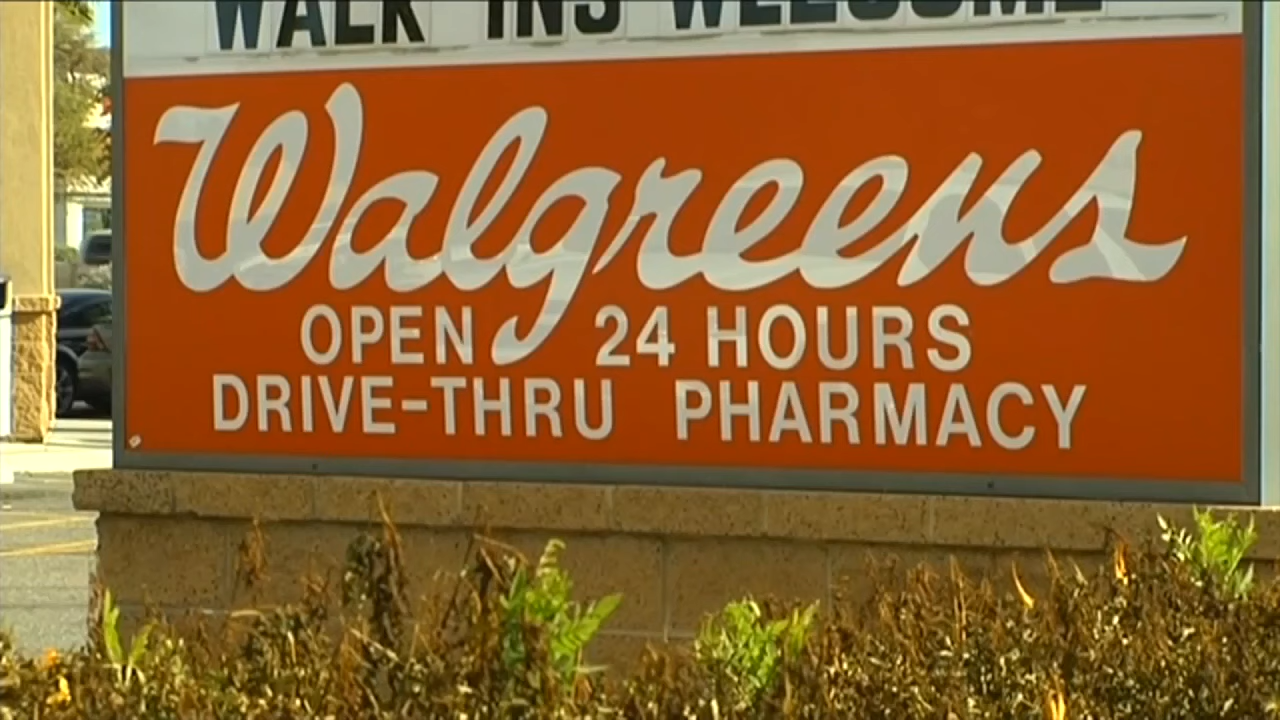 WALK INS WELCOME
Walgreens
OPEN 24 HOURS
DRIVE-THRU PHARMACY